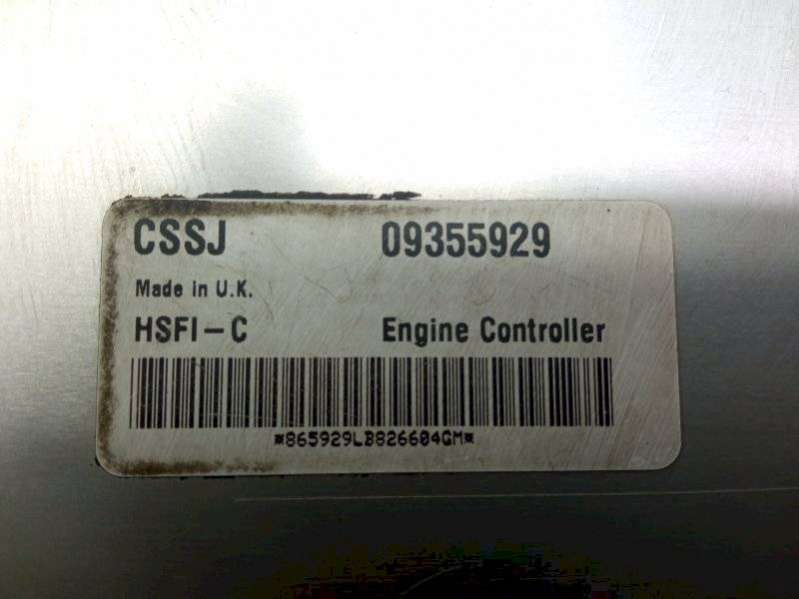 CSSJ 09355929
Made in U.K.
HSFI-C Engine Controller
*865929LB826604GM*